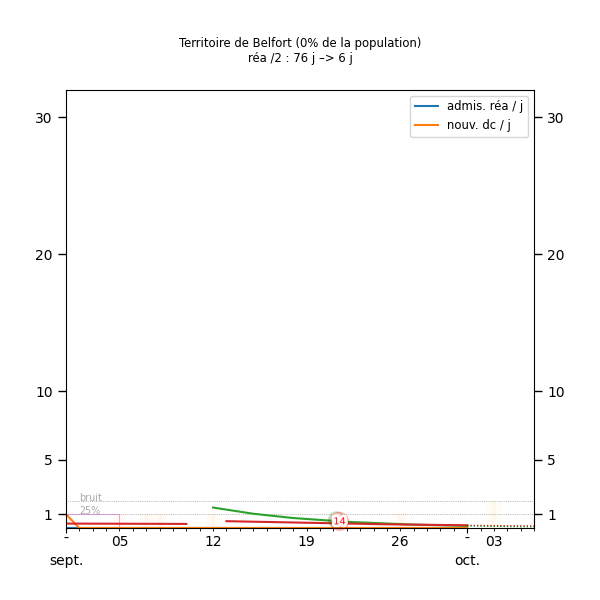 Territoire de Belfort (0% de la population)
réa /2 : 76 j –> 6 j
admis. réa / j
nouv. dc / j
30 30
20 20
10 10
5 5
bruit
25%
1 1
14
- 05 12 19 26 - 03
sept. oct.